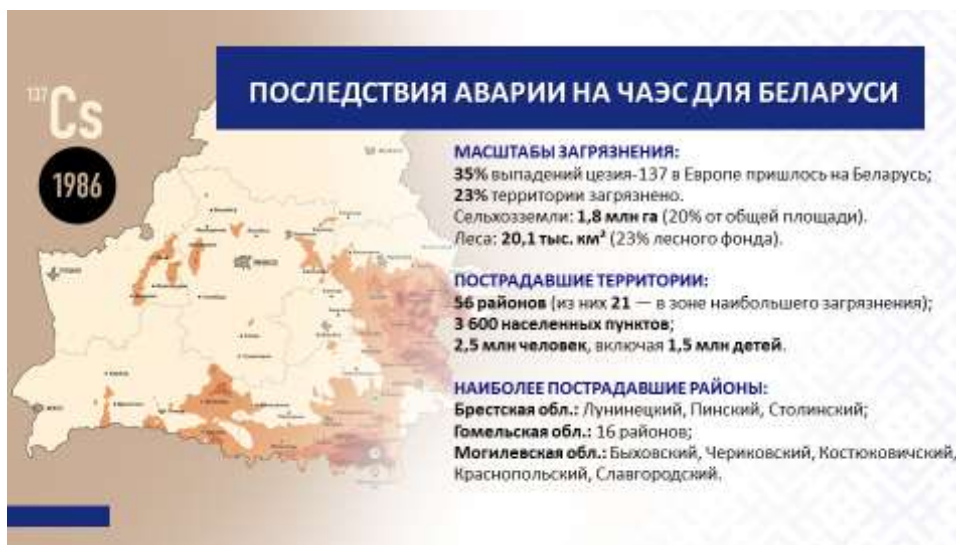 ПОСЛЕДСТВИЯ АВАРИИ НА ЧАЭС ДЛЯ БЕЛАРУСИ
137Cs
1986
МАСШТАБЫ ЗАГРЯЗНЕНИЯ:
35% выпадений цезия-137 в Европе пришлось на Беларусь;
23% территории загрязнено.
Сельхозземли: 1,8 млн га (20% от общей площади).
Леса: 20,1 тыс. км² (23% лесного фонда).
ПОСТРАДАВШИЕ ТЕРРИТОРИИ:
56 районов (из них 21 — в зоне наибольшего загрязнения);
3 600 населенных пунктов;
2,5 млн человек, включая 1,5 млн детей.
НАИБОЛЕЕ ПОСТРАДАВШИЕ РАЙОНЫ:
Брестская обл.: Лунинецкий, Пинский, Столинский;
Гомельская обл.: 16 районов;
Могилевская обл.: Быховский, Чериковский, Костюковичский,
Краснопольский, Славгородский.